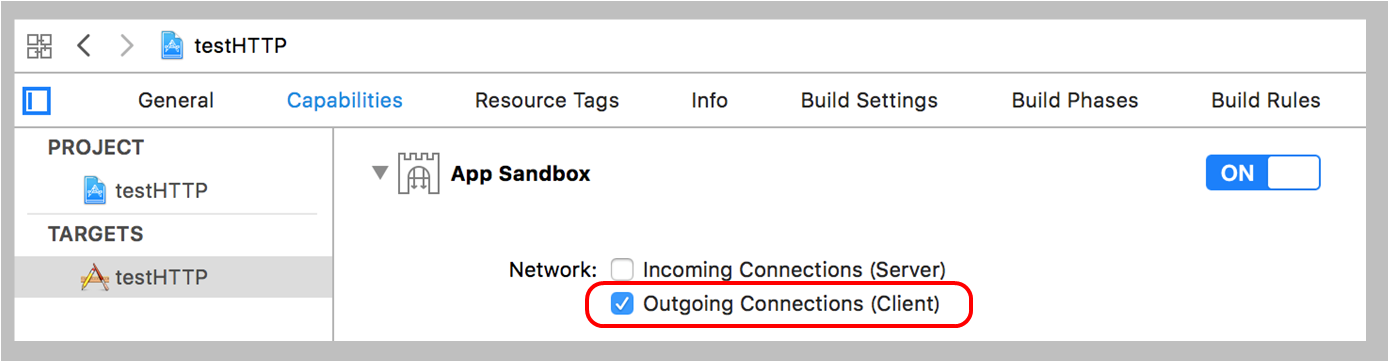 testHTTP
General Capabilities Resource Tags Info Build Settings Build Phases Build Rules
PROJECT
testHTTP
TARGETS
testHTTP
App Sandbox
ON
Network: Incoming Connections (Server)
Outgoing Connections (Client)